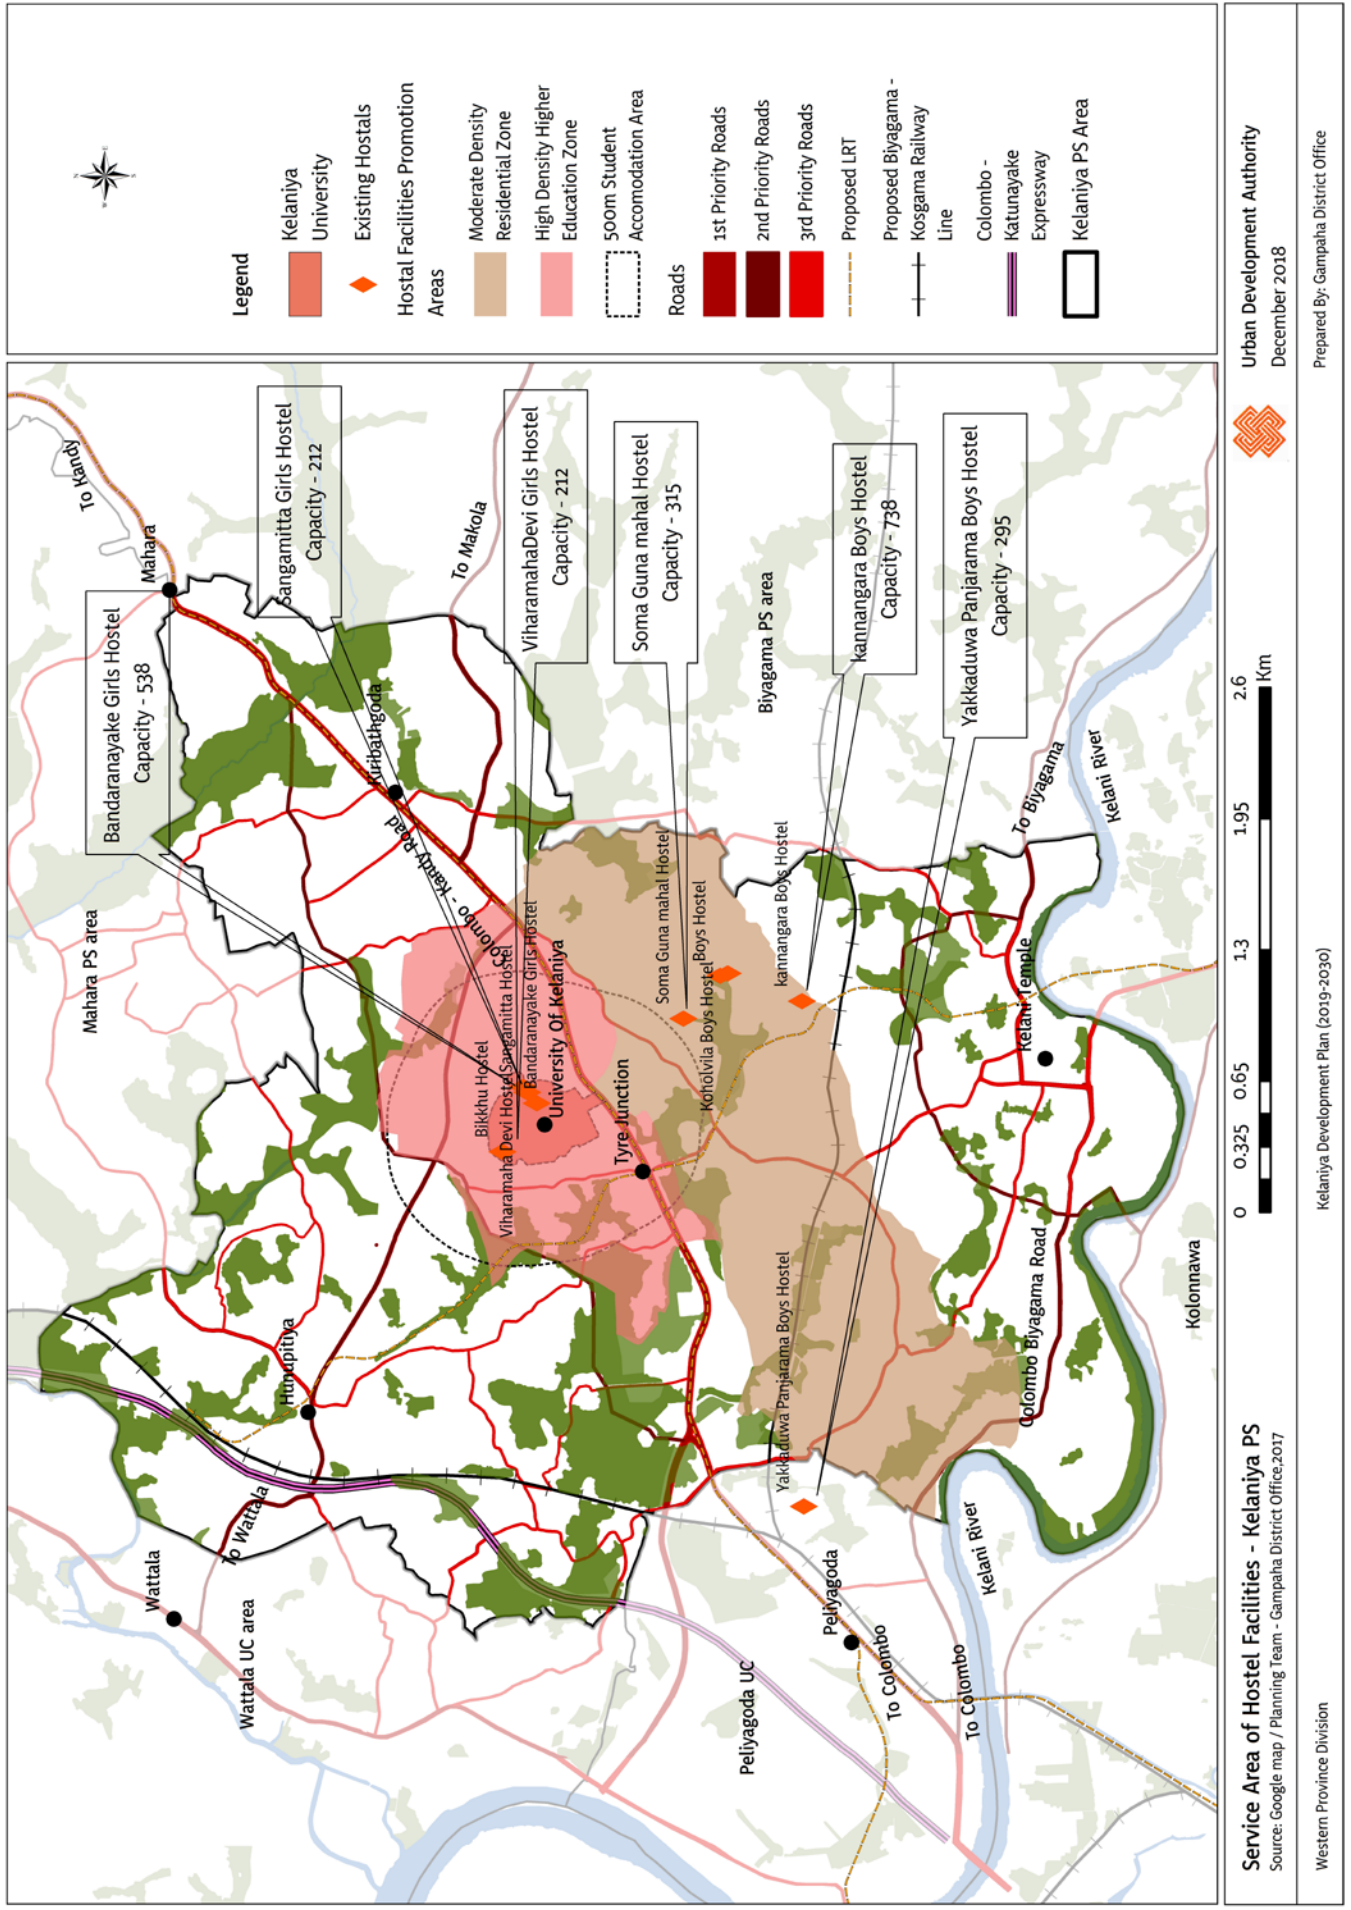 To Kandy
Mahara
Sangamitta Girls Hostel
Capacity - 212
Bandaranayake Girls Hostel
Capacity - 538
To Makola
ViharamahaDevi Girls Hostel
Capacity - 212
Soma Guna mahal Hostel
Capacity - 315
kannangara Boys Hostel
Capacity - 738
Yakkaduwa Panjarama Boys Hostel
Capacity - 295
Mahara PS area
Kiribathgoda
Colombo - Kandy Road
Biyagama PS area
To Biyagama
Kelani River
Bikkhu Hostel
Viharamaha Devi Hostel
Sangamitta Hostel
Bandaranayake Girls Hostel
University Of Kelaniya
Tyre Junction
Soma Guna mahal Hostel
Koholvila Boys Hostel
Boys Hostel
kannangara Boys Hostel
Kelani Temple
Hunupitiya
Yakkaduwa Panjarama Boys Hostel
Colombo Biyagama Road
Kolonnawa
To Wattala
Wattala
Wattala UC area
Peliyagoda UC
Peliyagoda
To Colombo
To Colombo
Kelani River
N
E
S
W
Legend
Kelaniya
University
Existing Hostals
Hostal Facilities Promotion
Areas
Moderate Density
Residential Zone
High Density Higher
Education Zone
500m Student
Accomodation Area
Roads
1st Priority Roads
2nd Priority Roads
3rd Priority Roads
Proposed LRT
Proposed Biyagama -
Kosgama Railway
Line
Colombo -
Katunayake
Expressway
Kelaniya PS Area
Service Area of Hostel Facilities - Kelaniya PS
Source: Google map / Planning Team - Gampaha District Office,2017
0 0.325 0.65 1.3 1.95 2.6
Km
Urban Development Authority
December 2018
Western Province Division
Kelaniya Development Plan (2019-2030)
Prepared By: Gampaha District Office